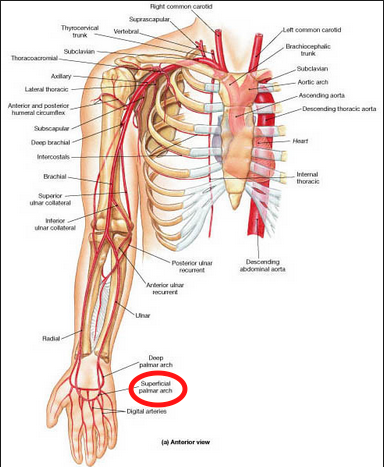 Right common carotid
Suprascapular
Thyrocervical
trunk
Vertebral
Left common carotid
Subclavian
Brachiocephalic
trunk
Thoracoacromial
Subclavian
Axillary
Aortic arch
Lateral thoracic
Ascending aorta
Anterior and posterior
humeral circumflex
Descending thoracic aorta
Subscapular
Deep brachial
Heart
Intercostals
Brachial
Internal
thoracic
Superior
ulnar collateral
Inferior
ulnar collateral
Posterior ulnar
recurrent
Descending
abdominal aorta
Anterior ulnar
recurrent
Ulnar
Radial
Deep
palmar arch
Superficial
palmar arch
Digital arteries
(a) Anterior view